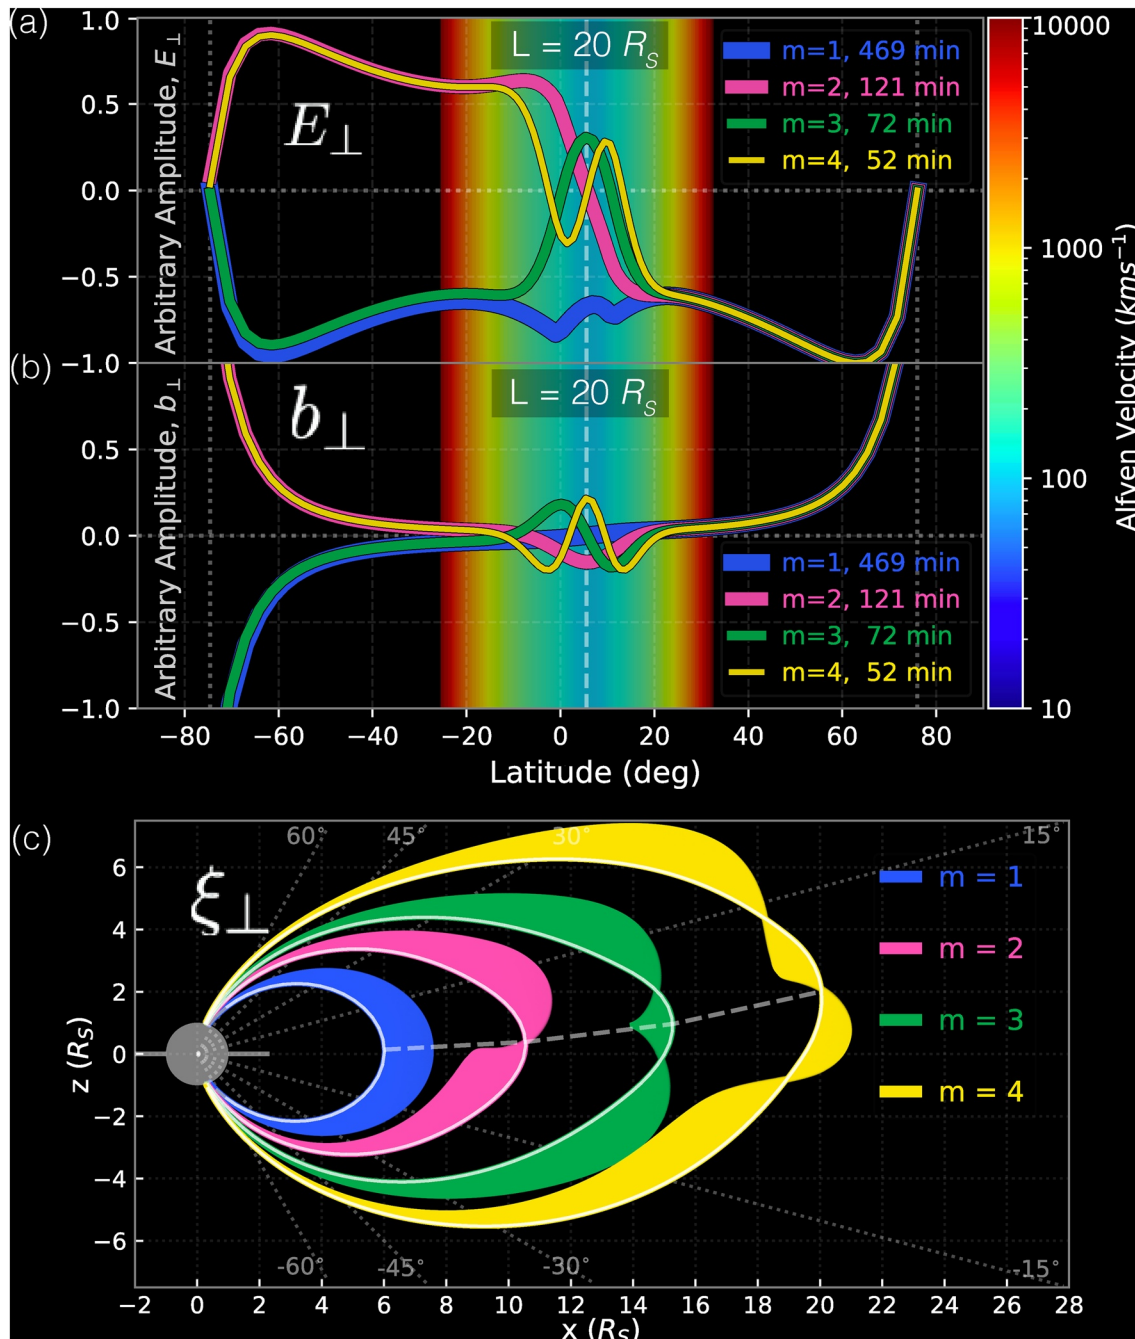 (a)
Arbitrary Amplitude, E⊥
1.0
0.5
0.0
−0.5
−1.0
E⊥
L = 20 R_S
m=1, 469 min
m=2, 121 min
m=3, 72 min
m=4, 52 min
(b)
Arbitrary Amplitude, b⊥
0.5
0.0
−0.5
−1.0
b⊥
L = 20 R_S
m=1, 469 min
m=2, 121 min
m=3, 72 min
m=4, 52 min
−80 −60 −40 −20 0 20 40 60 80
Latitude (deg)
10000
1000
100
10
Alfven Velocity (kms⁻¹)
(c)
ξ⊥
60° 45° 30° 15°
m = 1
m = 2
m = 3
m = 4
z (R_S)
6
4
2
0
−2
−4
−6
-60° -45° -30° -15°
−2 0 2 4 6 8 10 12 14 16 18 20 22 24 26 28
x (R_S)